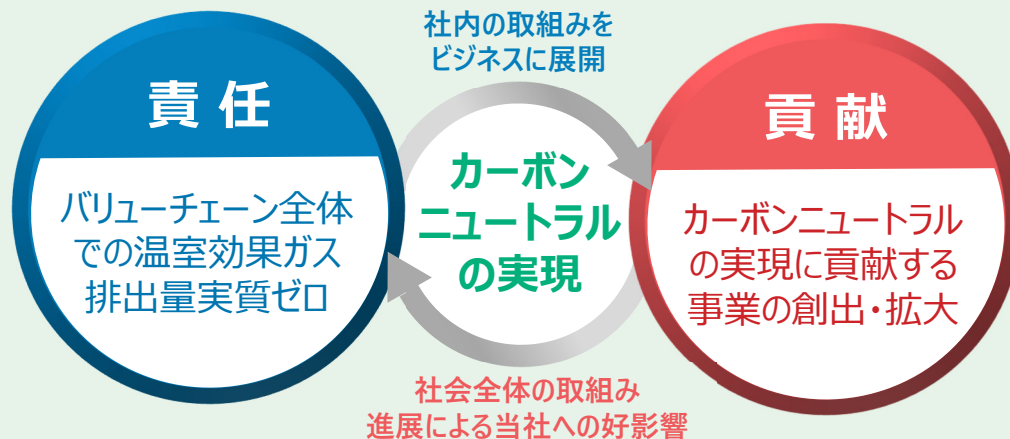 社内の取組みを
ビジネスに展開
責任
バリューチェーン全体
での温室効果ガス
排出量実質ゼロ
カーボン
ニュートラル
の実現
貢献
カーボンニュートラル
の実現に貢献する
事業の創出・拡大
社会全体の取組み
進展による当社への好影響